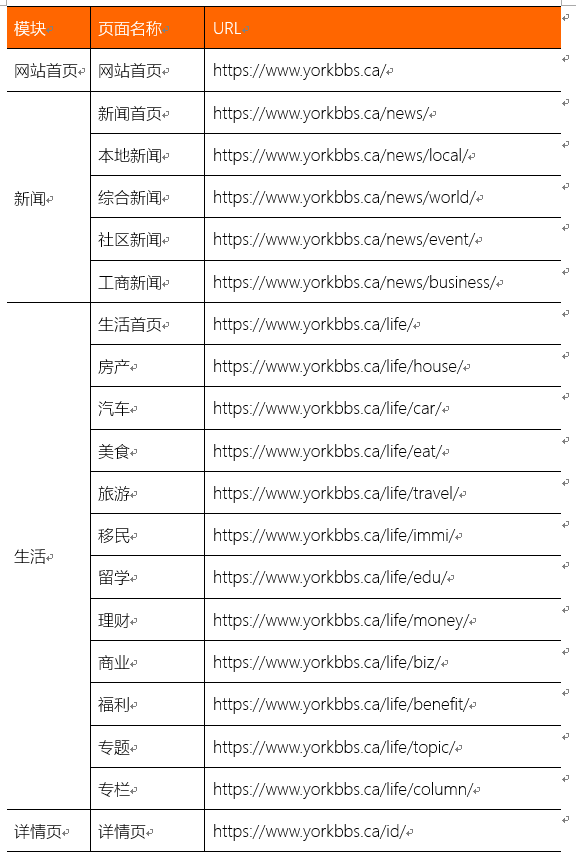 模块 页面名称 URL
网站首页 网站首页 https://www.yorkbbs.ca/
新闻首页 https://www.yorkbbs.ca/news/
本地新闻 https://www.yorkbbs.ca/news/local/
新闻 综合新闻 https://www.yorkbbs.ca/news/world/
社区新闻 https://www.yorkbbs.ca/news/event/
工商新闻 https://www.yorkbbs.ca/news/business/
生活首页 https://www.yorkbbs.ca/life/
房产 https://www.yorkbbs.ca/life/house/
汽车 https://www.yorkbbs.ca/life/car/
美食 https://www.yorkbbs.ca/life/eat/
旅游 https://www.yorkbbs.ca/life/travel/
移民 https://www.yorkbbs.ca/life/immi/
生活 留学 https://www.yorkbbs.ca/life/edu/
理财 https://www.yorkbbs.ca/life/money/
商业 https://www.yorkbbs.ca/life/biz/
福利 https://www.yorkbbs.ca/life/benefit/
专题 https://www.yorkbbs.ca/life/topic/
专栏 https://www.yorkbbs.ca/life/column/
详情页 详情页 https://www.yorkbbs.ca/id/